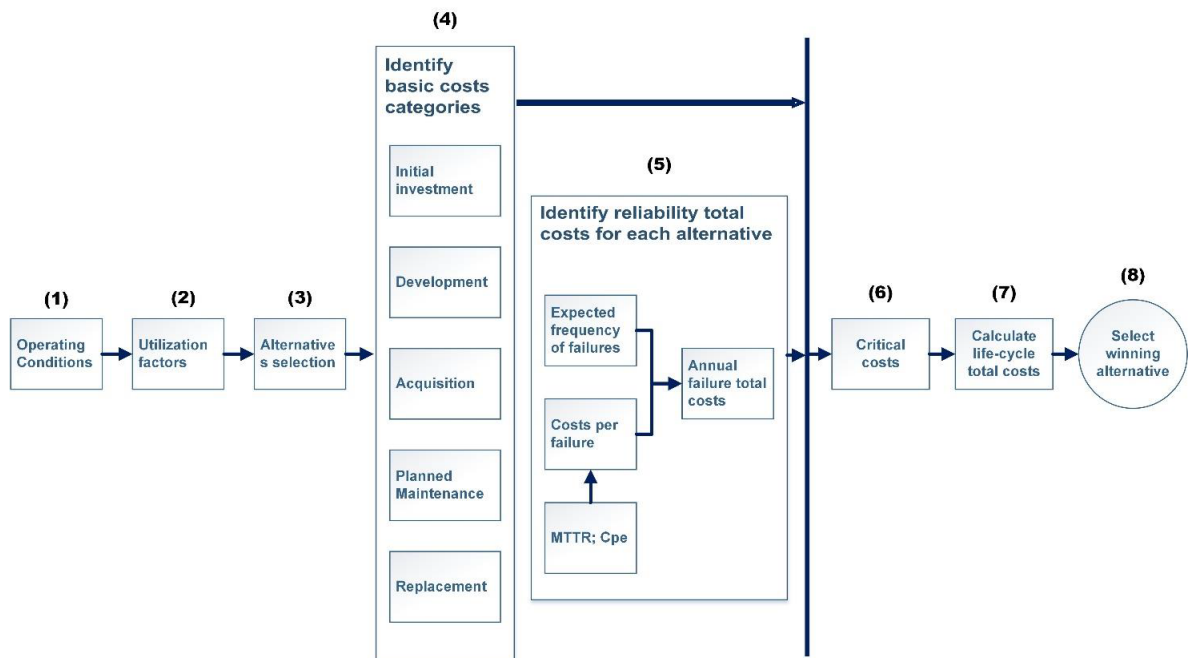 (1)
Operating
Conditions
(2)
Utilization
factors
(3)
Alternative
s selection
(4)
Identify
basic costs
categories
Initial
investment
Development
Acquisition
Planned
Maintenance
Replacement
(5)
Identify reliability total
costs for each alternative
Expected
frequency
of failures
Costs per
failure
MTTR; Cpe
Annual
failure total
costs
(6)
Critical
costs
(7)
Calculate
life-cycle
total costs
(8)
Select
winning
alternative